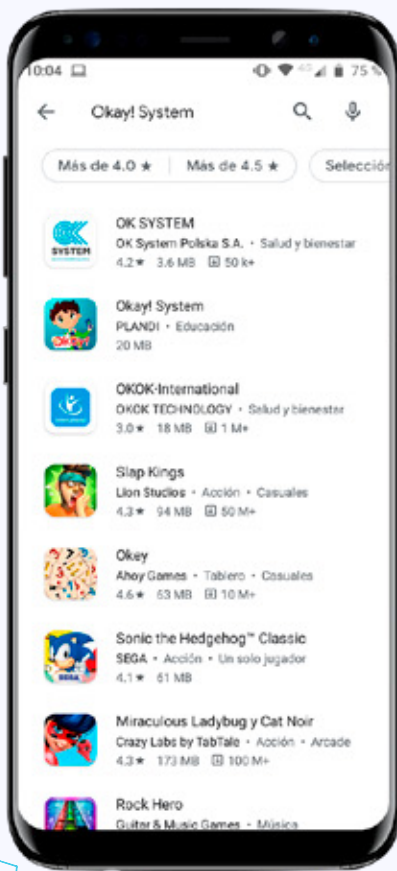 10:04 4G 75 %
Okay! System
Más de 4.0 ★ Más de 4.5 ★ Selección
OK SYSTEM
OK System Polska S.A. • Salud y bienestar
4.2 ★ 3.6 MB 50 k+
SYSTEM
Okay! System
PLANDI • Educación
20 MB
Okay!
OKOK-International
OKOK TECHNOLOGY • Salud y bienestar
3.0 ★ 18 MB 1 M+
Slap Kings
Lion Studios • Acción • Casuales
4.3 ★ 94 MB 50 M+
Okey
Ahoy Games • Tablero • Casuales
4.6 ★ 53 MB 10 M+
Sonic the Hedgehog™ Classic
SEGA • Acción • Un solo jugador
4.1 ★ 61 MB
SEGA
Miraculous Ladybug y Cat Noir
Crazy Labs by TabTale • Acción • Arcade
4.3 ★ 173 MB 100 M+
Rock Hero
Guitar & Music Games • Música